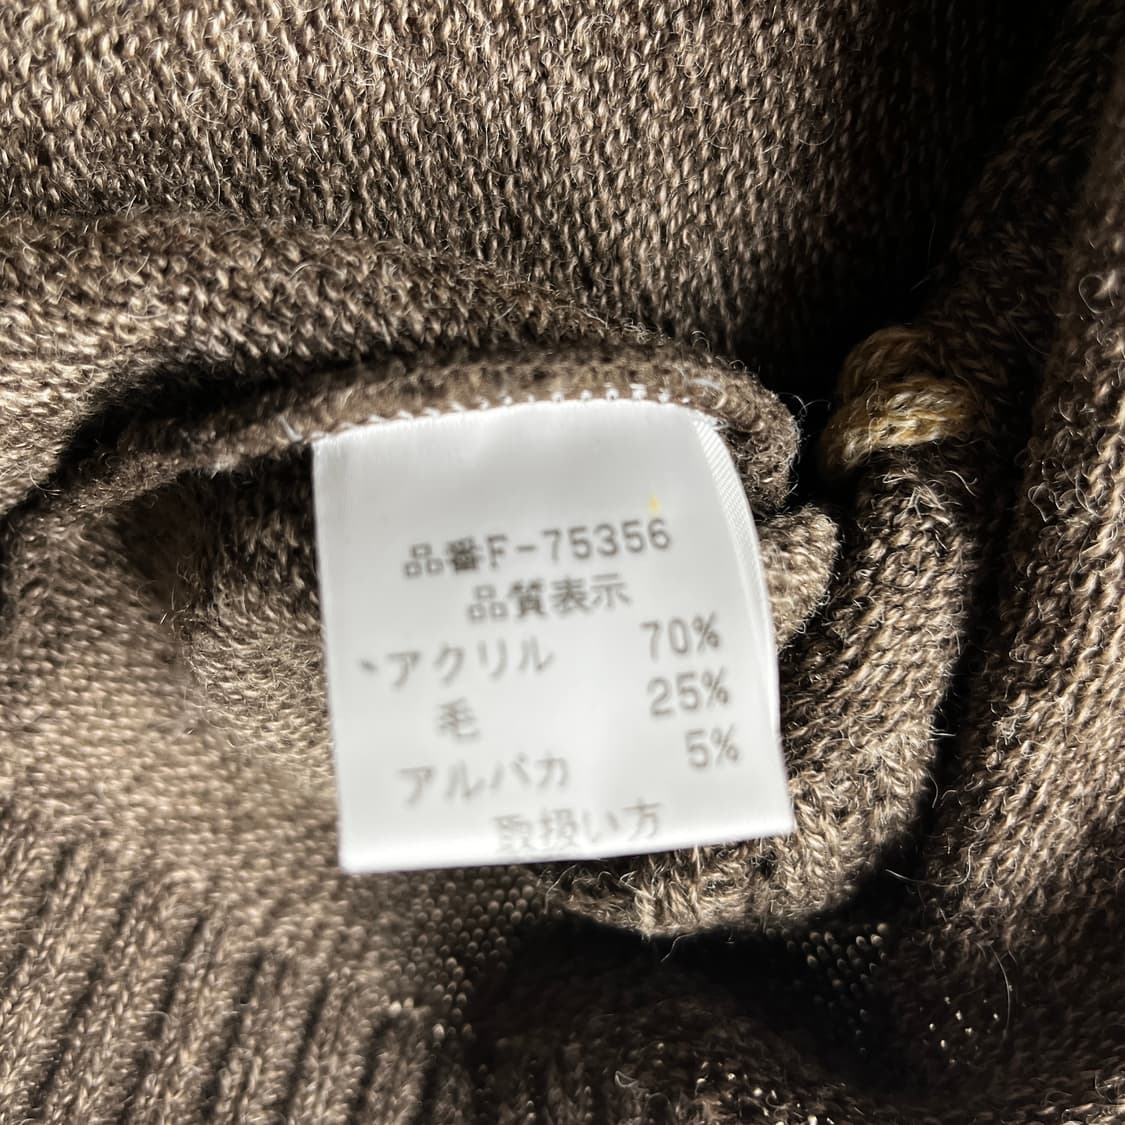 品番F-75356
品質表示
アクリル 70%
毛 25%
アルパカ 5%
取扱い方